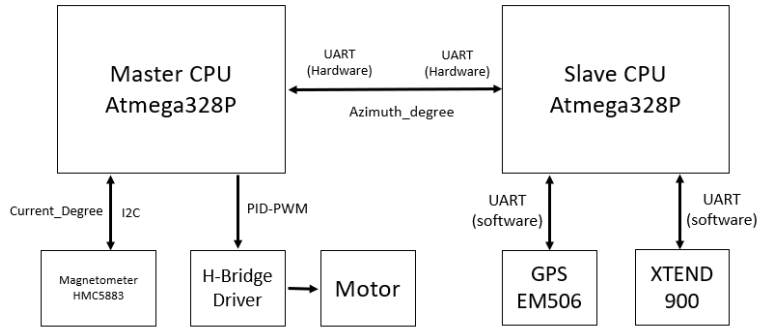 Master CPU
Atmega328P
UART
(Hardware)
UART
(Hardware)
Azimuth_degree
Slave CPU
Atmega328P
Current_Degree
I2C
PID-PWM
UART
(software)
UART
(software)
Magnetometer
HMC5883
H-Bridge
Driver
Motor
GPS
EM506
XTEND
900